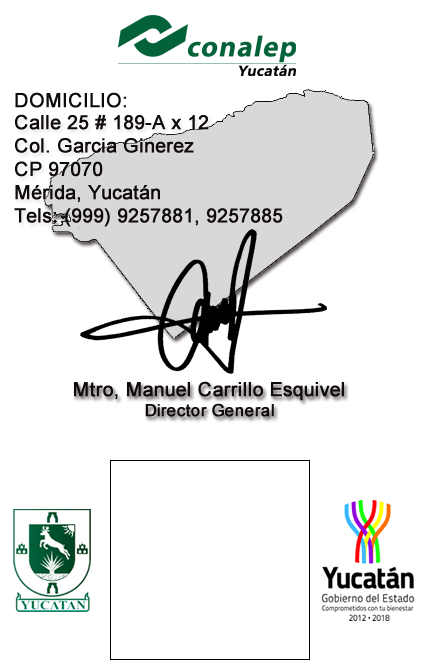 conalep
Yucatán
DOMICILIO:
Calle 25 # 189-A x 12
Col. Garcia Ginerez
CP 97070
Mérida, Yucatán
Tels: (999) 9257881, 9257885
Mtro, Manuel Carrillo Esquivel
Director General
YUCATAN
Yucatán
Gobierno del Estado
Comprometidos con tu bienestar
2012 • 2018